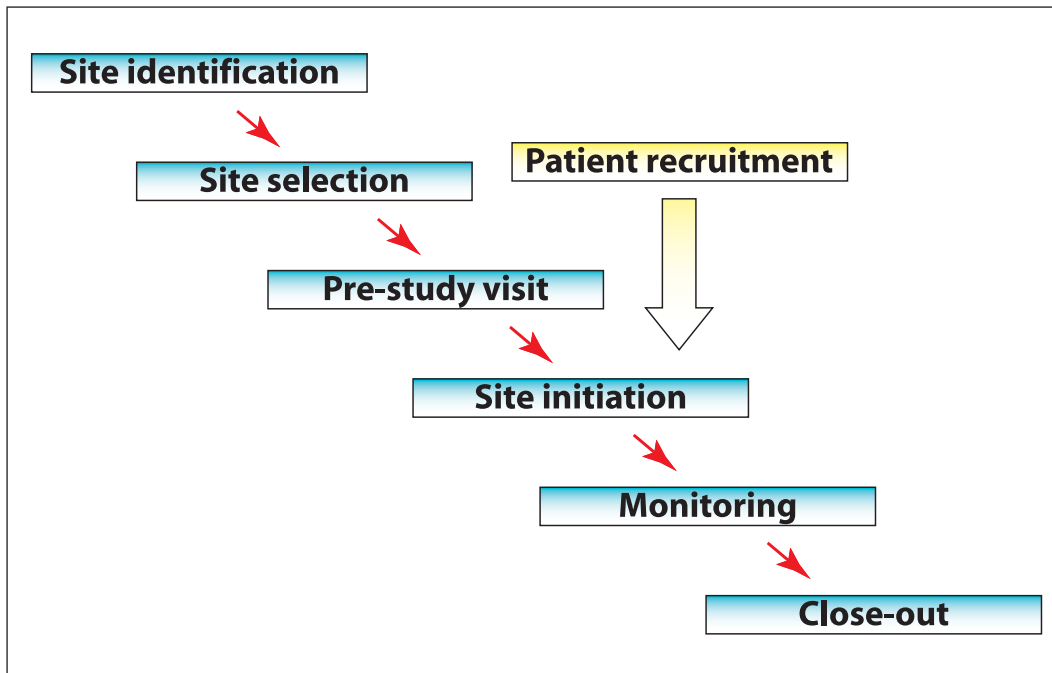 Site identification
Site selection
Patient recruitment
Pre-study visit
Site initiation
Monitoring
Close-out